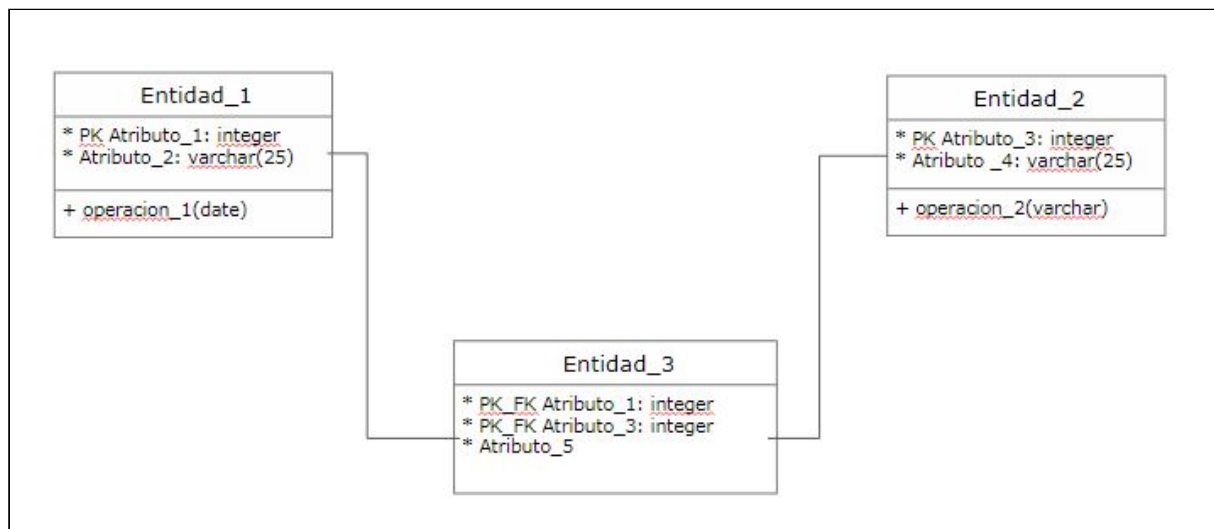 Entidad_1
* PK Atributo_1: integer
* Atributo_2: varchar(25)
+ operacion_1(date)
Entidad_2
* PK Atributo_3: integer
* Atributo _4: varchar(25)
+ operacion_2(varchar)
Entidad_3
* PK_FK Atributo_1: integer
* PK_FK Atributo_3: integer
* Atributo_5